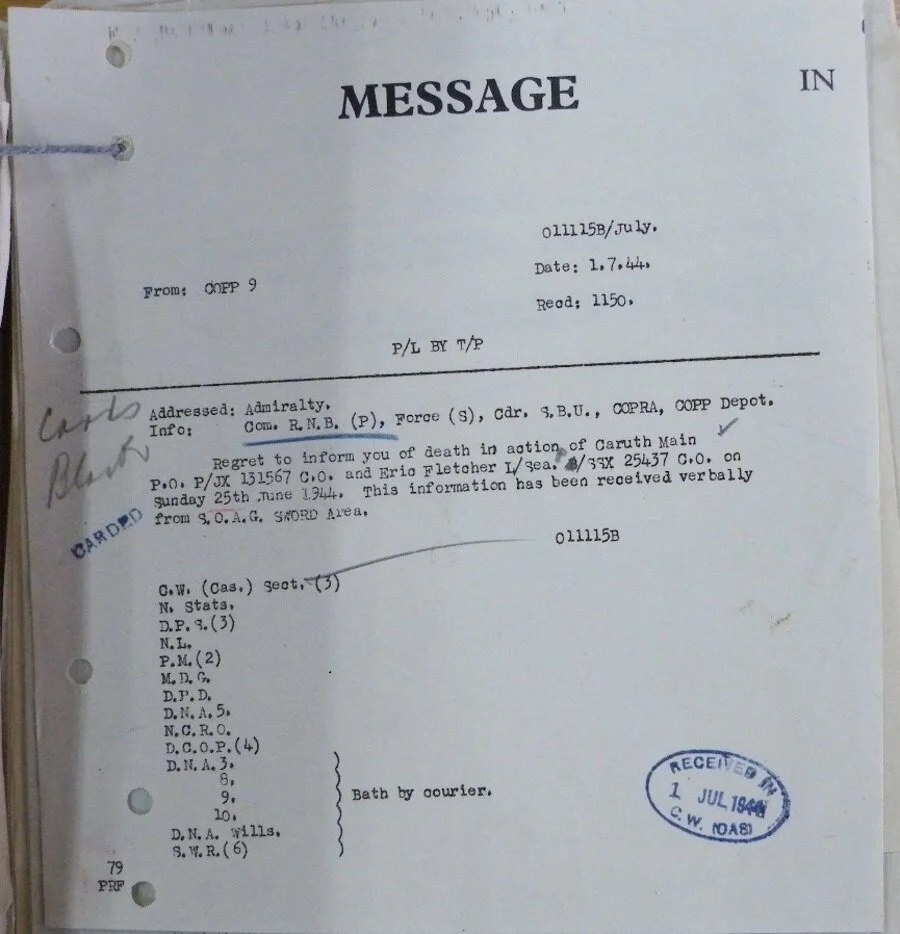 MESSAGE
IN
011115B/July.
Date: 1.7.44.
From: COPP 9
Recd: 1150.
P/L BY T/P
Addressed: Admiralty.
Info: Com. R.N.B. (P), Force (S), Cdr. S.B.U., COPRA, COPP Depot.
Regret to inform you of death in action of Caruth Main
P.O. P/JX 131567 C.O. and Eric Fletcher L/Sea. /SSX 25437 C.O. on
Sunday 25th June 1944. This information has been received verbally
from S.O.A.G. SWORD Area.
CARDED
011115B
C.W. (Cas.) Sect. (3)
N. Stats.
D.P.S.(3)
N.L.
P.M.(2)
M.D.G.
D.P.D.
D.N.A.5.
N.C.R.O.
D.C.O.P.(4)
D.N.A.3.
8.
9.
Bath by courier.
10.
D.N.A. Wills.
S.W.R.(6)
RECEIVED IN
1 JUL 1944
C.W. (CAS)
79
PRF